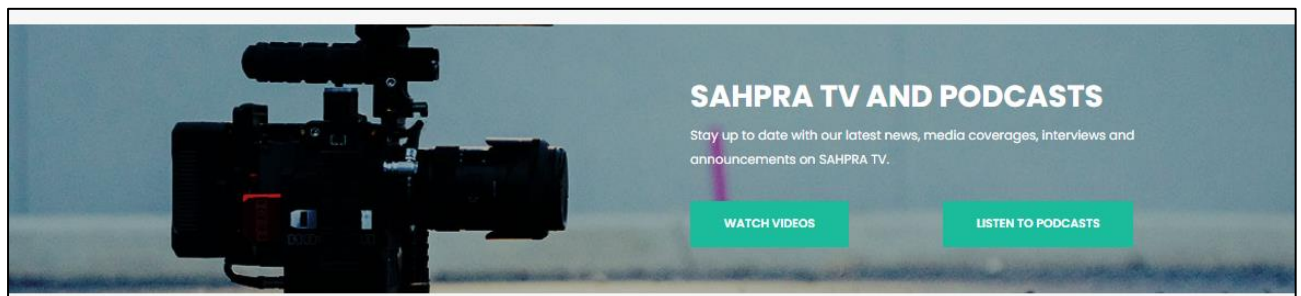 SAHPRA TV AND PODCASTS
Stay up to date with our latest news, media coverages, interviews and
announcements on SAHPRA TV.
WATCH VIDEOS
LISTEN TO PODCASTS